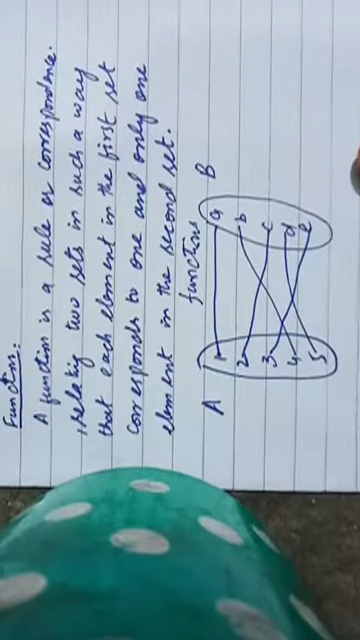 Function:
A function is a rule or correspondence
relating two sets in such a way
that each element in the first set
corresponds to one and only one
element in the second set.
function
A B
1 a
2 b
3 c
4 d
5 e